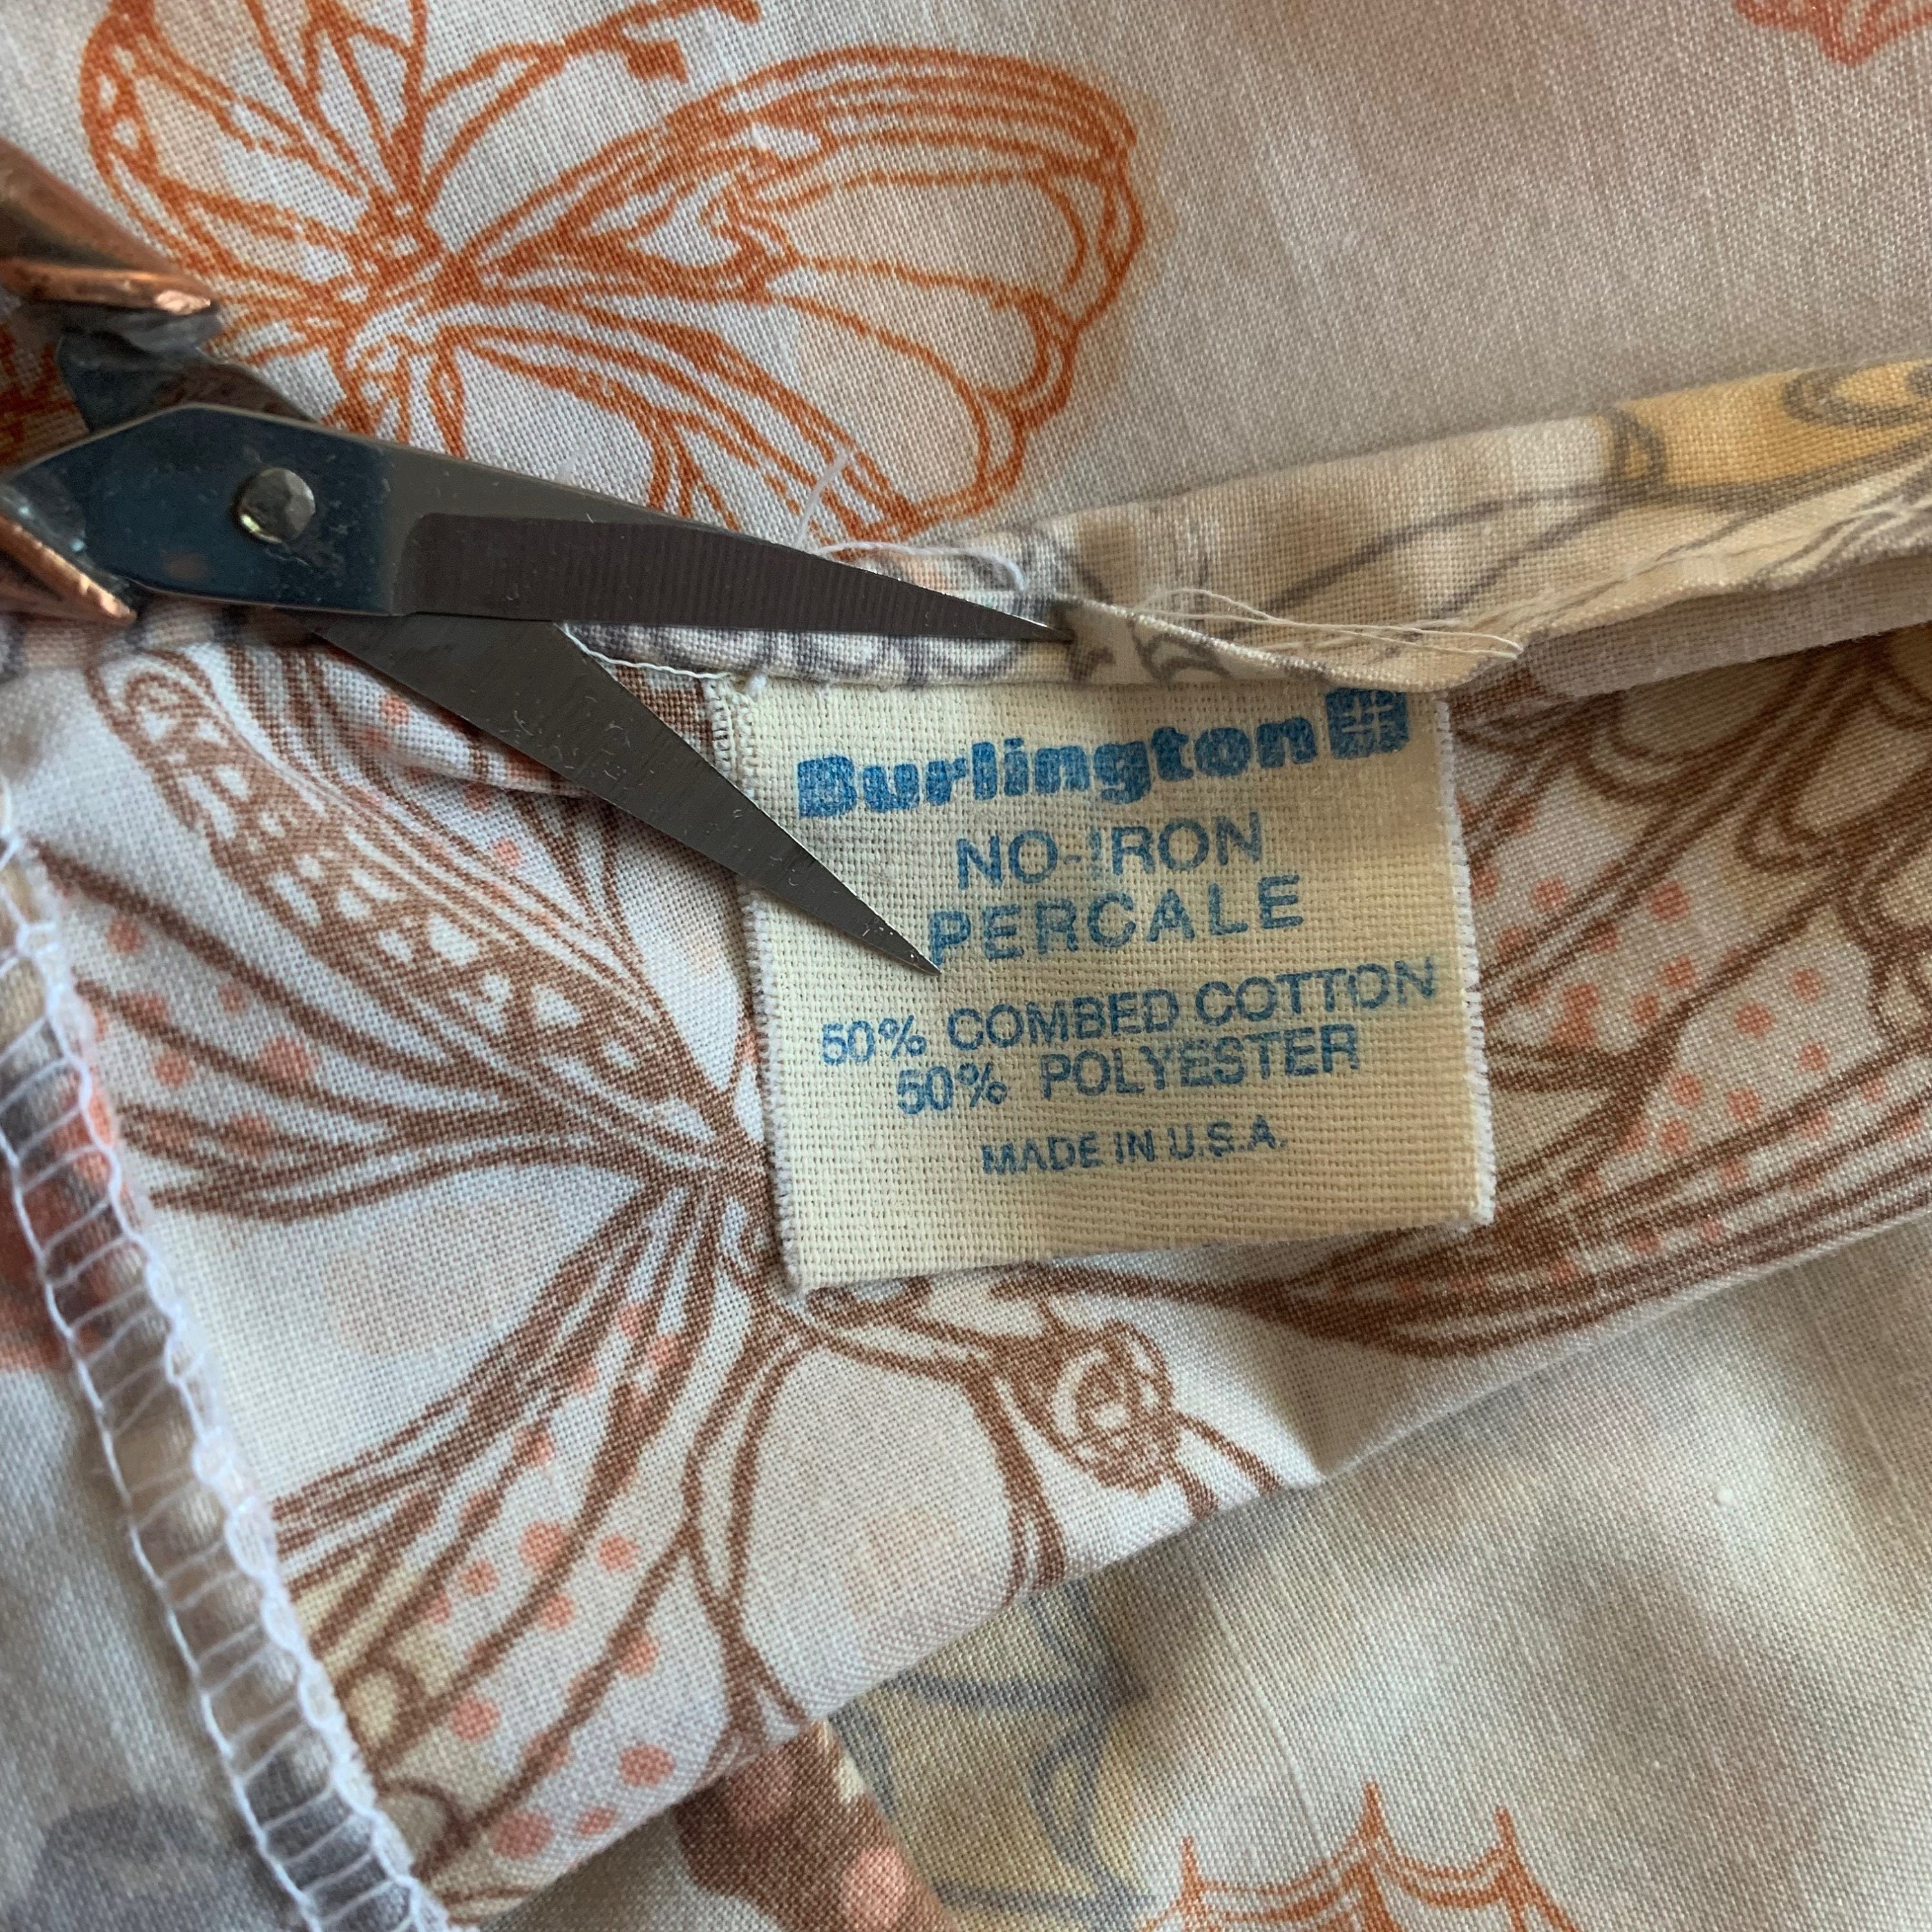 Burlington
NO-IRON
PERCALE
50% COMBED COTTON
50% POLYESTER
MADE IN U.S.A.